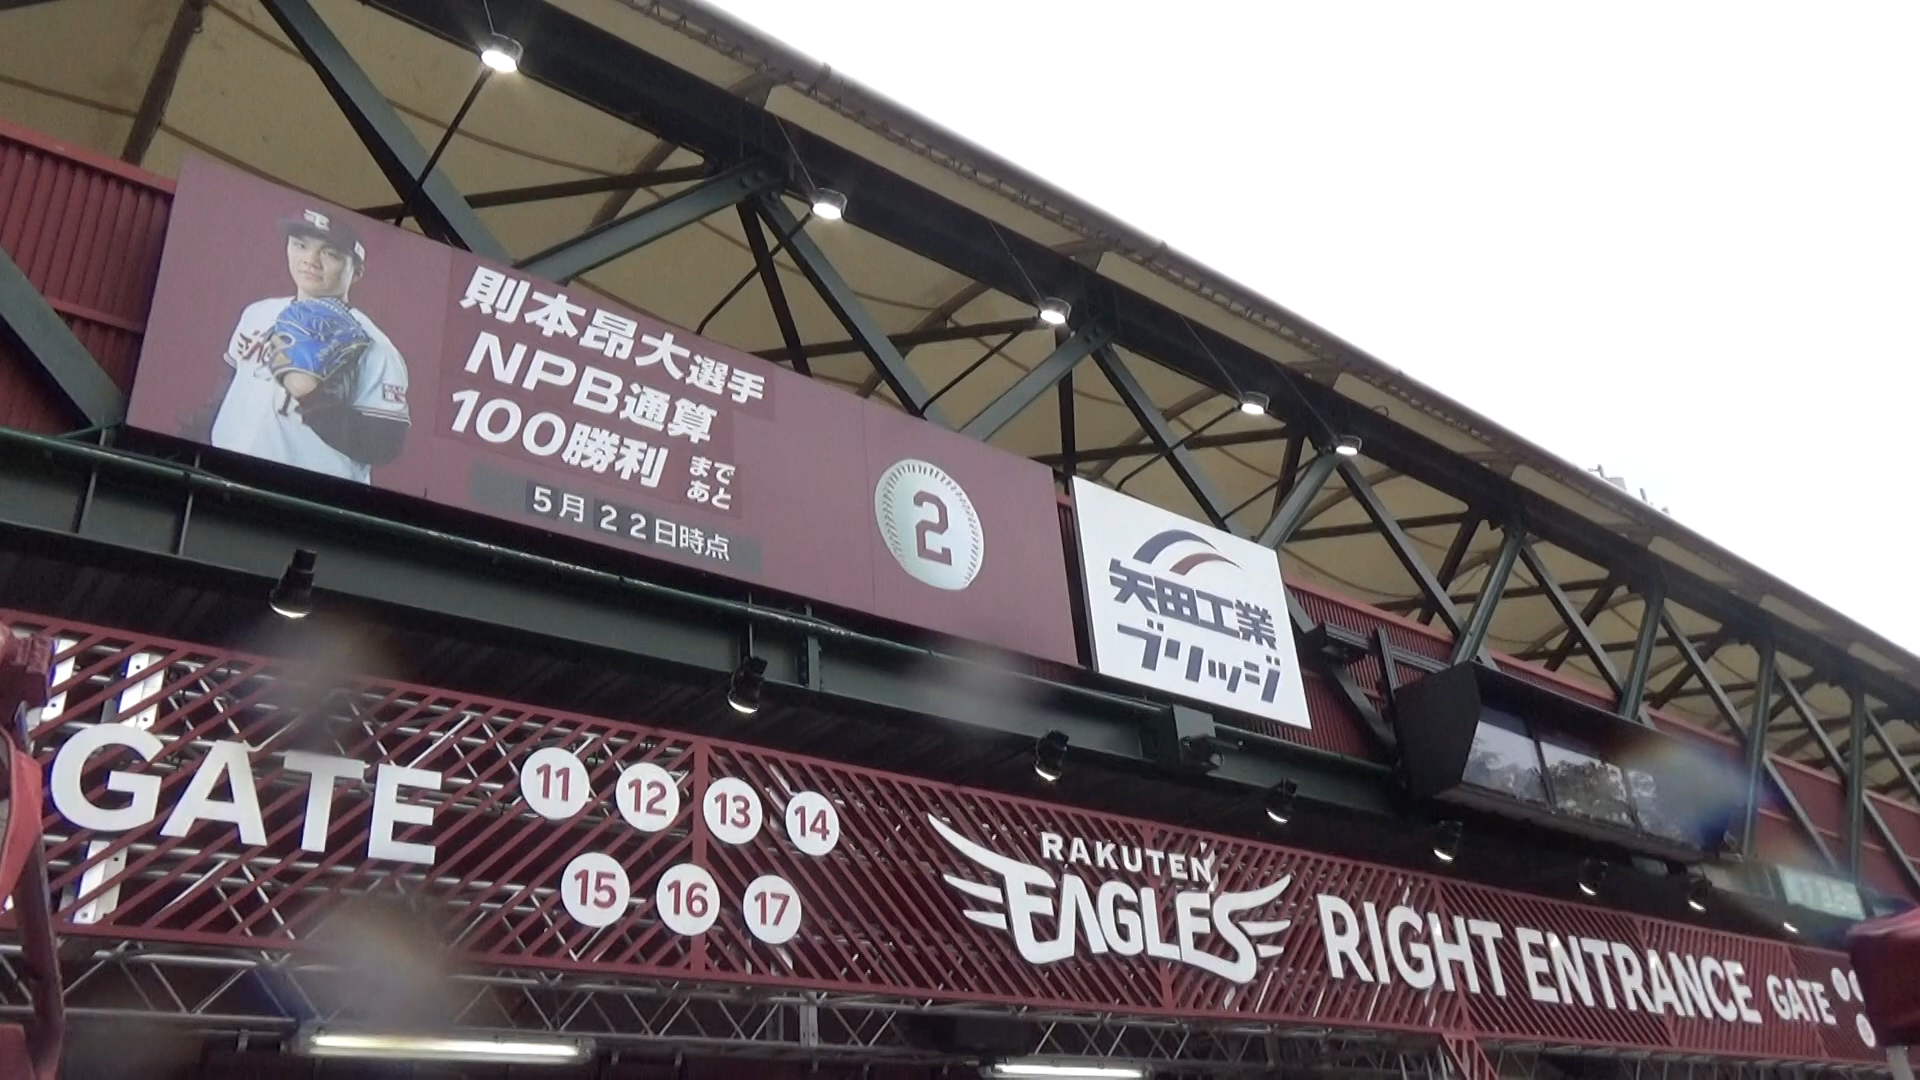 則本昂大選手
NPB通算
100勝利 まで
あと
2
5月22日時点
矢田工業
ブリッジ
GATE
11 12 13 14
15 16 17
RAKUTEN
EAGLES
RIGHT ENTRANCE GATE